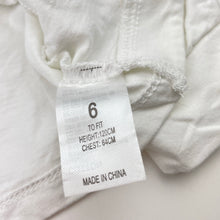 6
TO FIT
HEIGHT:120CM
CHEST: 64CM
MADE IN CHINA